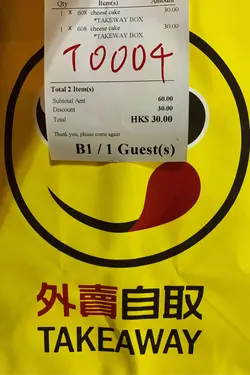 Qty Item(s) Amount
1 X 608 cheese cake 30.00
*TAKEWAY BOX
1 X 608 cheese cake 30.00
*TAKEWAY BOX
T0004
Total 2 Item(s)
Subtotal Amt 60.00
Discount 30.00
Total HK$ 30.00
Thank you, please come again
B1 / 1 Guest(s)
外賣自取
TAKEAWAY